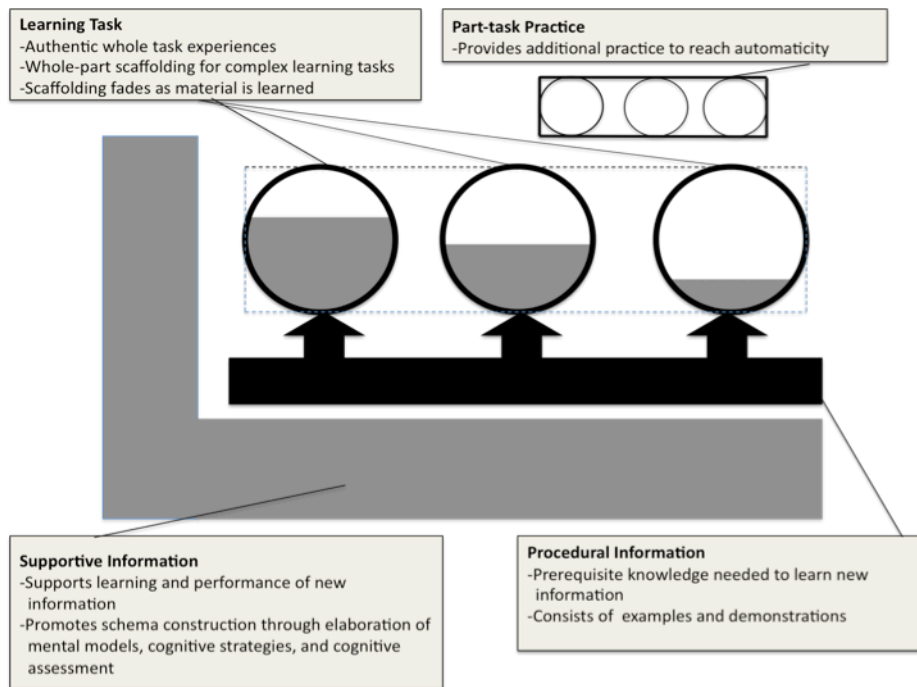 Learning Task
-Authentic whole task experiences
-Whole-part scaffolding for complex learning tasks
-Scaffolding fades as material is learned
Part-task Practice
-Provides additional practice to reach automaticity
Supportive Information
-Supports learning and performance of new
information
-Promotes schema construction through elaboration of
mental models, cognitive strategies, and cognitive
assessment
Procedural Information
-Prerequisite knowledge needed to learn new
information
-Consists of examples and demonstrations